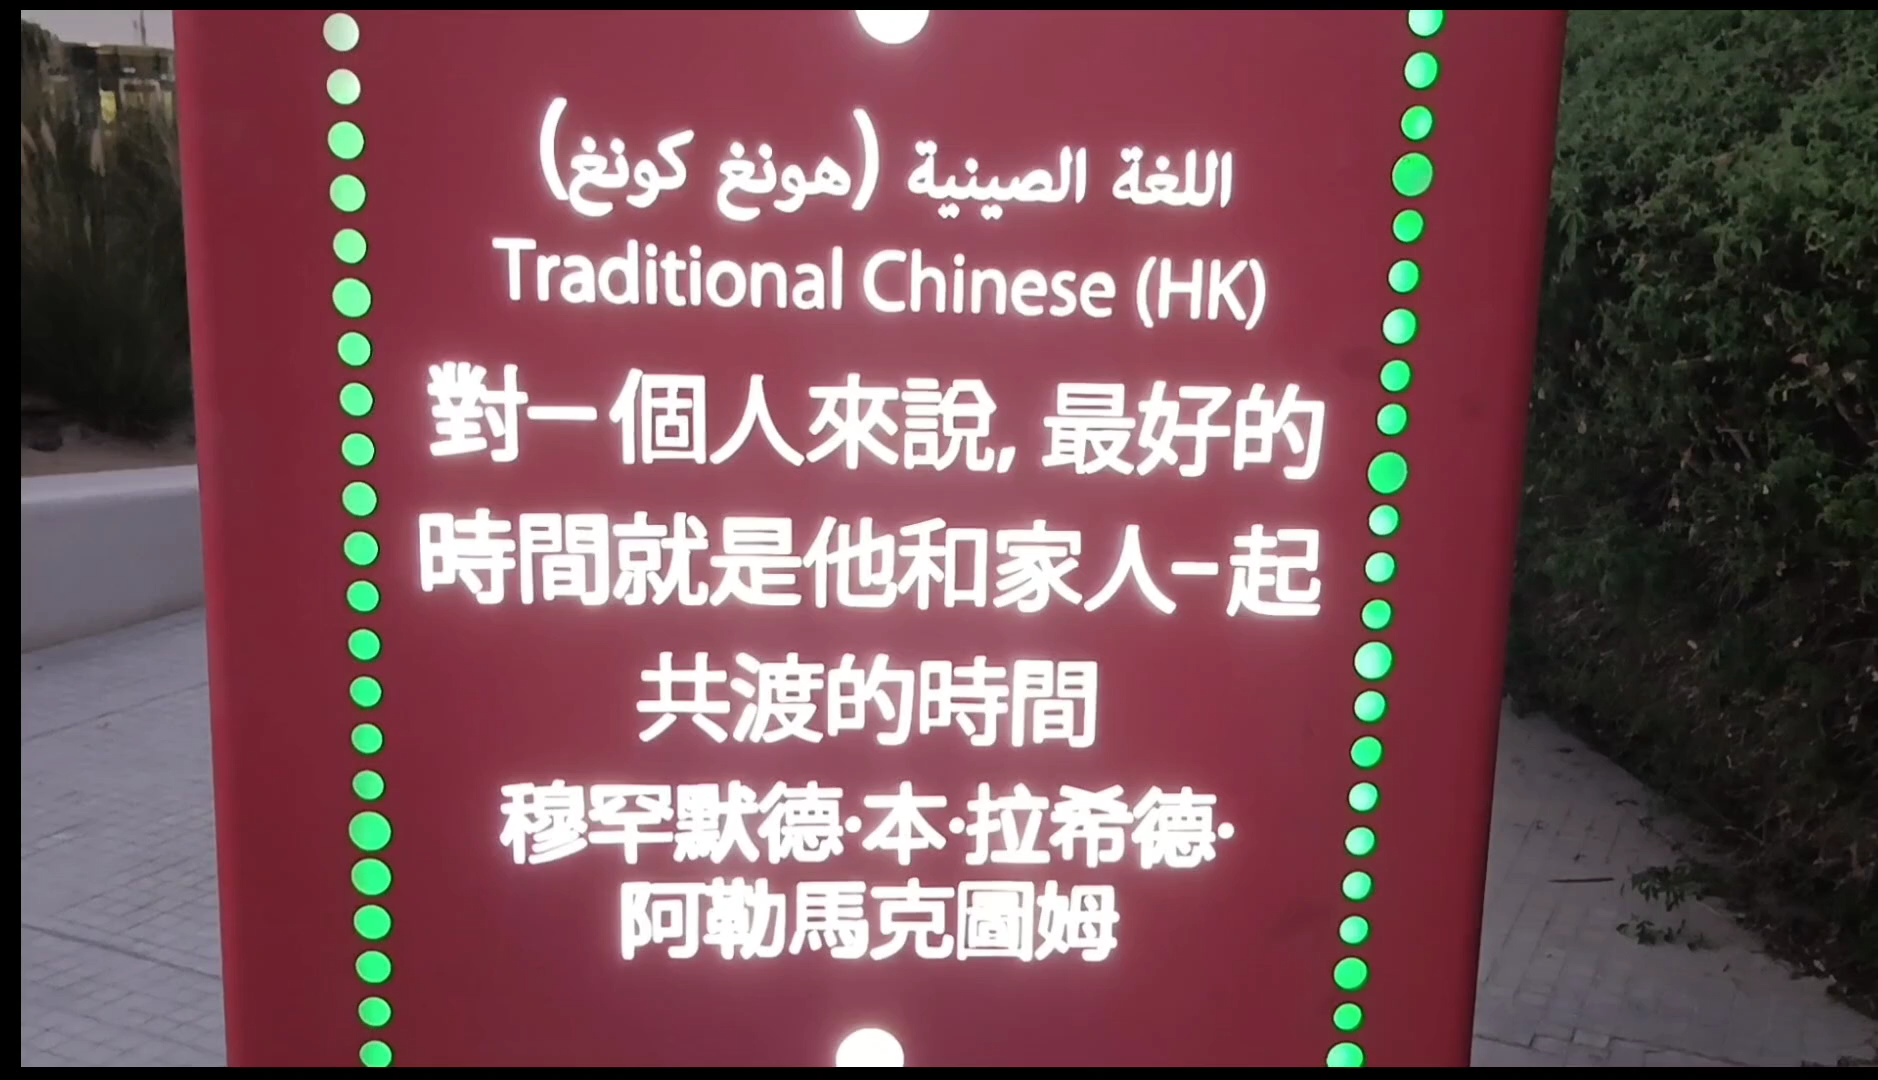 اللغة الصينية (هونغ كونغ)
Traditional Chinese (HK)
對一個人來說, 最好的
時間就是他和家人一起
共渡的時間
穆罕默德·本·拉希德·
阿勒馬克圖姆